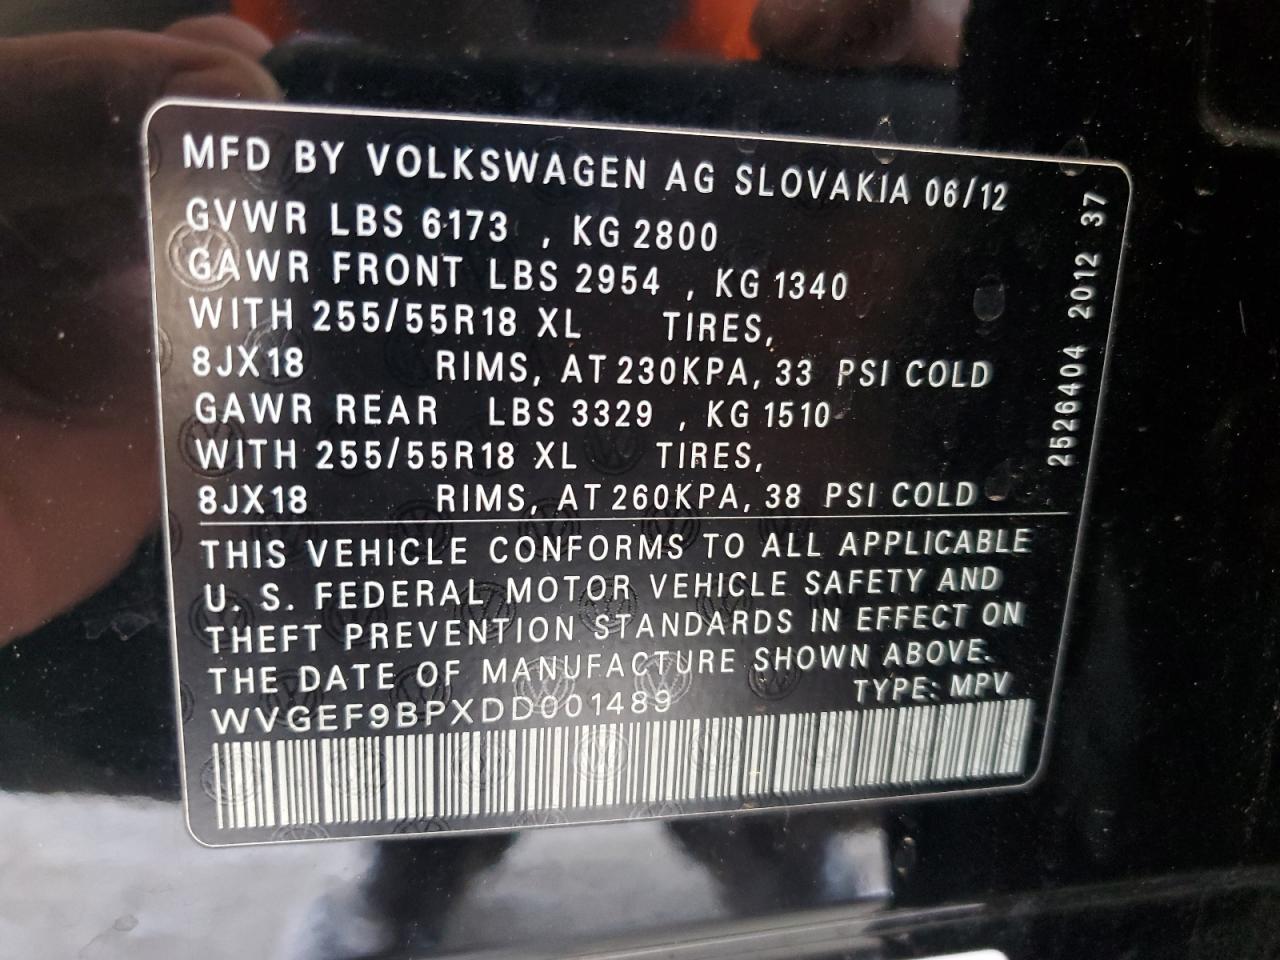 MFD BY VOLKSWAGEN AG SLOVAKIA 06/12
GVWR LBS 6173 , KG 2800
GAWR FRONT LBS 2954 , KG 1340
WITH 255/55R18 XL TIRES,
8JX18 RIMS, AT 230KPA, 33 PSI COLD
GAWR REAR LBS 3329 , KG 1510
WITH 255/55R18 XL TIRES,
8JX18 RIMS, AT 260KPA, 38 PSI COLD
2526404 2012 37
THIS VEHICLE CONFORMS TO ALL APPLICABLE
U. S. FEDERAL MOTOR VEHICLE SAFETY AND
THEFT PREVENTION STANDARDS IN EFFECT ON
THE DATE OF MANUFACTURE SHOWN ABOVE.
WVGEF9BPXDD001489 TYPE: MPV